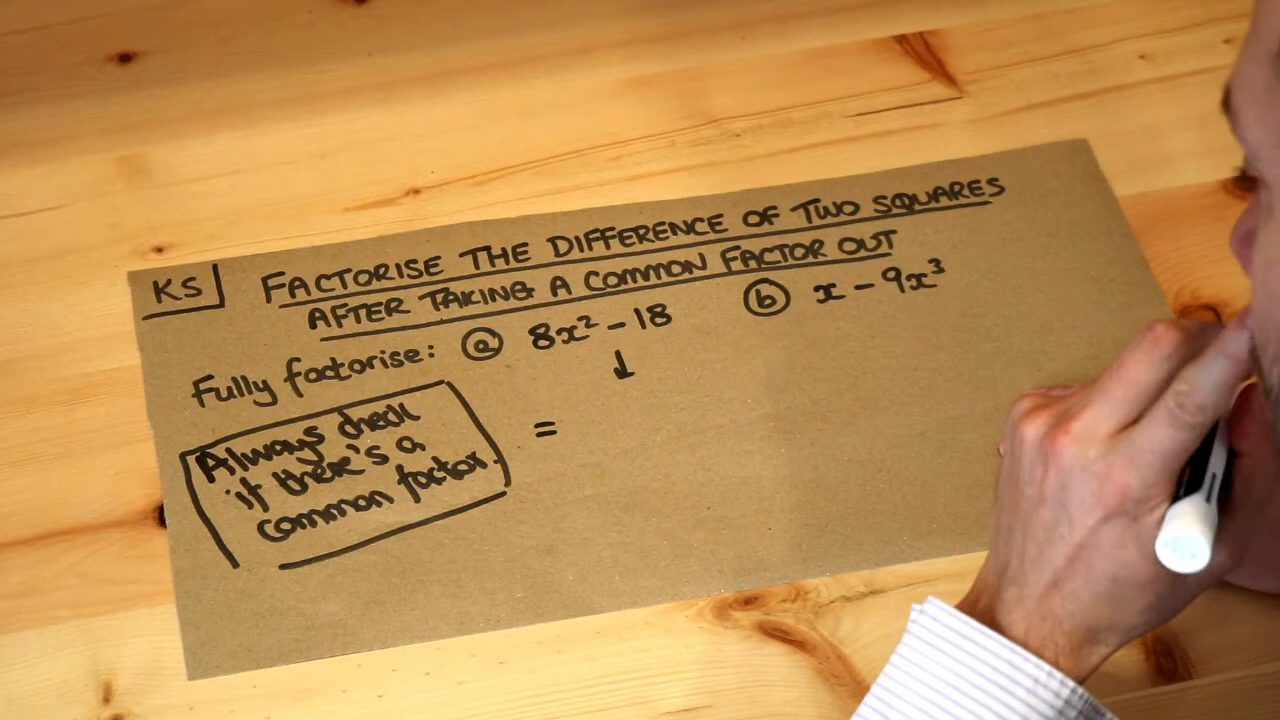 KS
FACTORISE THE DIFFERENCE OF TWO SQUARES
AFTER TAKING A COMMON FACTOR OUT
Fully factorise: ⓐ 8x² - 18 ⓑ x - 9x³
↓
=
Always check
if there's a
common factor.